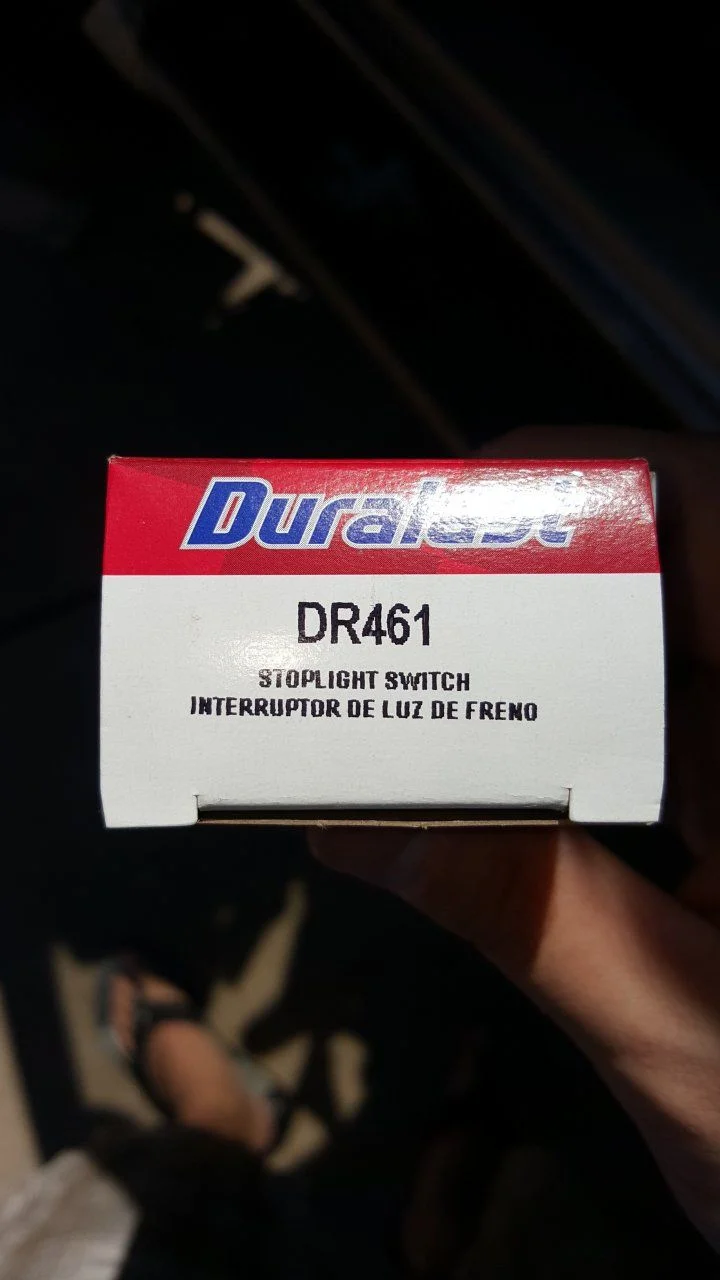 Duralast
DR461
STOPLIGHT SWITCH
INTERRUPTOR DE LUZ DE FRENO